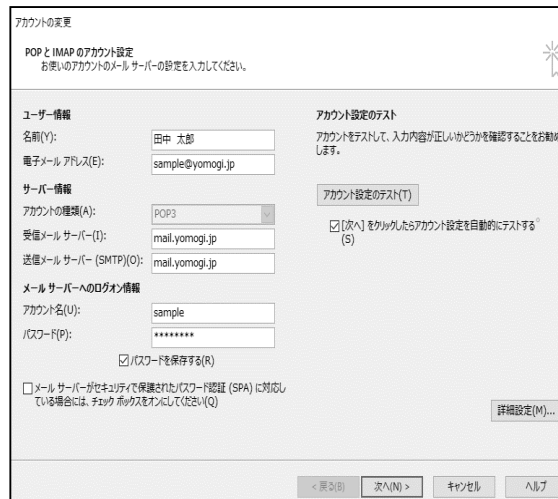 アカウントの変更
POP と IMAP のアカウント設定
お使いのアカウントのメール サーバーの設定を入力してください。
ユーザー情報
名前(Y):
田中 太郎
電子メール アドレス(E):
sample@yomogi.jp
サーバー情報
アカウントの種類(A):
POP3
受信メール サーバー(I):
mail.yomogi.jp
送信メール サーバー (SMTP)(O):
mail.yomogi.jp
メール サーバーへのログオン情報
アカウント名(U):
sample
パスワード(P):
********
パスワードを保存する(R)
メール サーバーがセキュリティで保護されたパスワード認証 (SPA) に対応し
ている場合には、チェック ボックスをオンにしてください(Q)
アカウント設定のテスト
アカウントをテストして、入力内容が正しいかどうかを確認することをお勧め
します。
アカウント設定のテスト(T)
[次へ] をクリックしたらアカウント設定を自動的にテストする
(S)
詳細設定(M)...
< 戻る(B)
次へ(N) >
キャンセル
ヘルプ